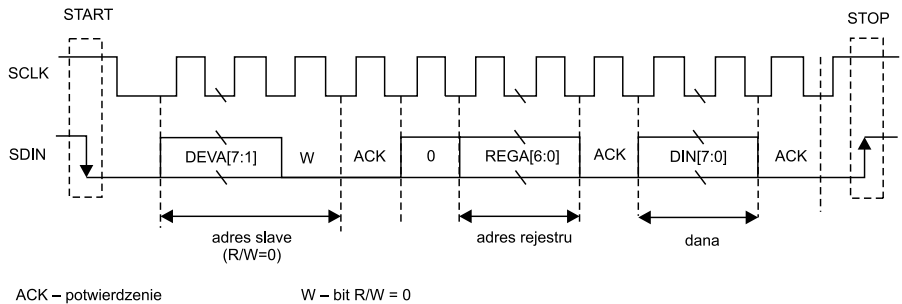 START STOP
SCLK
SDIN DEVA[7:1] W ACK 0 REGA[6:0] ACK DIN[7:0] ACK
adres slave adres rejestru dana
(R/W=0)
ACK – potwierdzenie W – bit R/W = 0